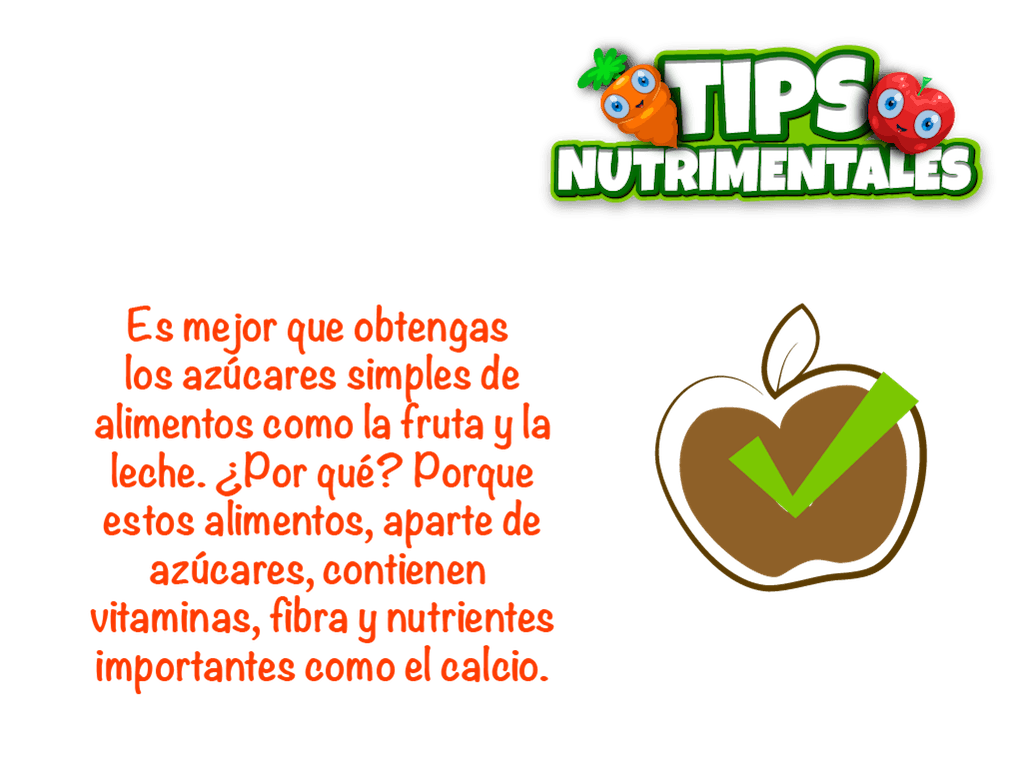 TIPS
NUTRIMENTALES
Es mejor que obtengas
los azúcares simples de
alimentos como la fruta y la
leche. ¿Por qué? Porque
estos alimentos, aparte de
azúcares, contienen
vitaminas, fibra y nutrientes
importantes como el calcio.